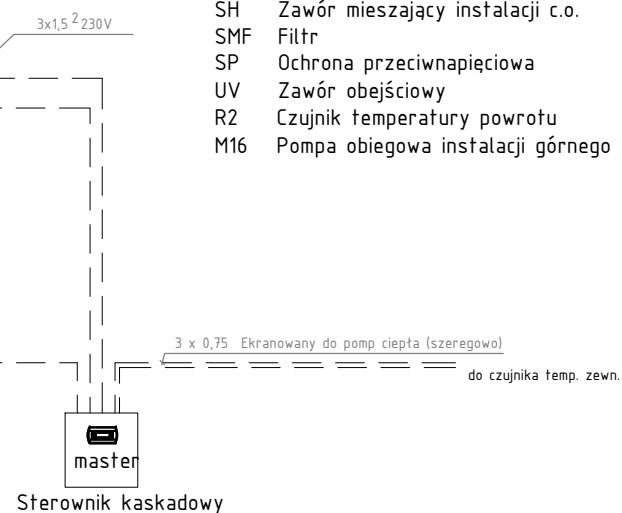 SH Zawór mieszający instalacji c.o.
3x1,5 2 230V
SMF Filtr
SP Ochrona przeciwnapięciowa
UV Zawór obejściowy
R2 Czujnik temperatury powrotu
M16 Pompa obiegowa instalacji górnego
3 x 0,75 Ekranowany do pomp ciepła (szeregowo)
do czujnika temp. zewn.
master
Sterownik kaskadowy